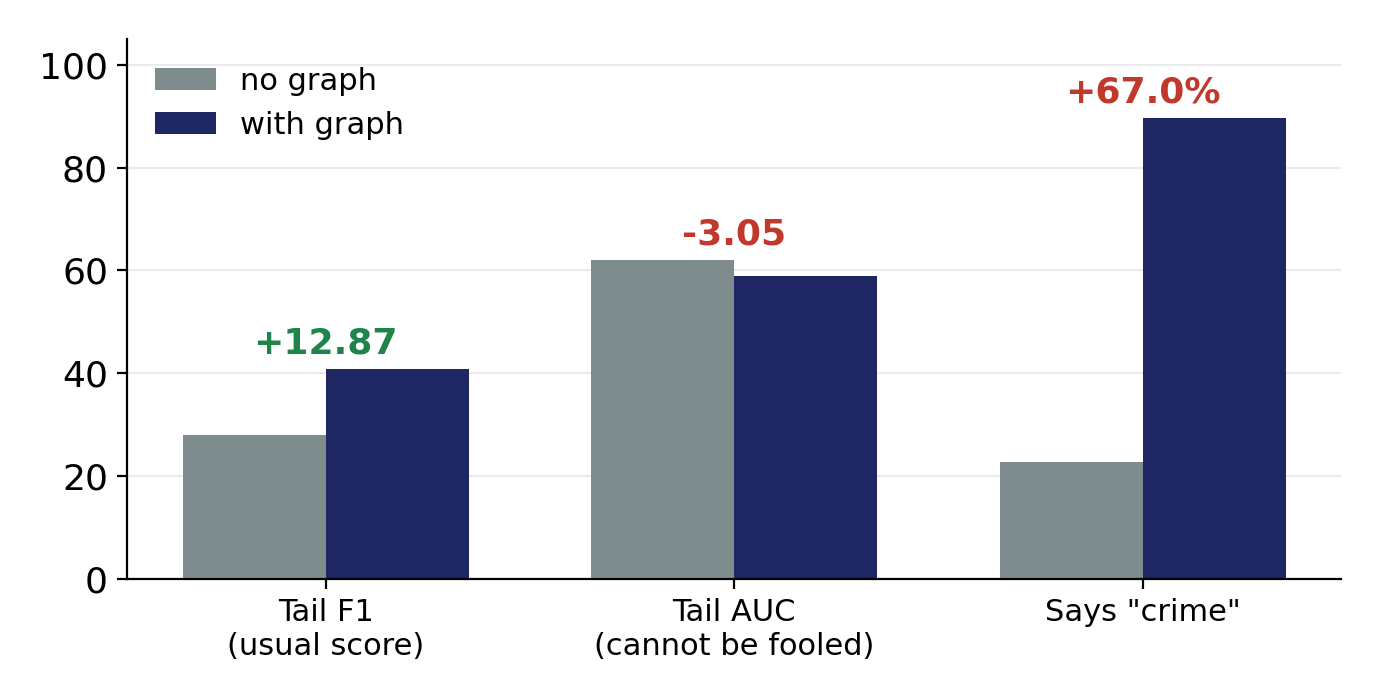 100
80
60
40
20
0
no graph
with graph
+12.87
-3.05
+67.0%
Tail F1
(usual score)
Tail AUC
(cannot be fooled)
Says "crime"